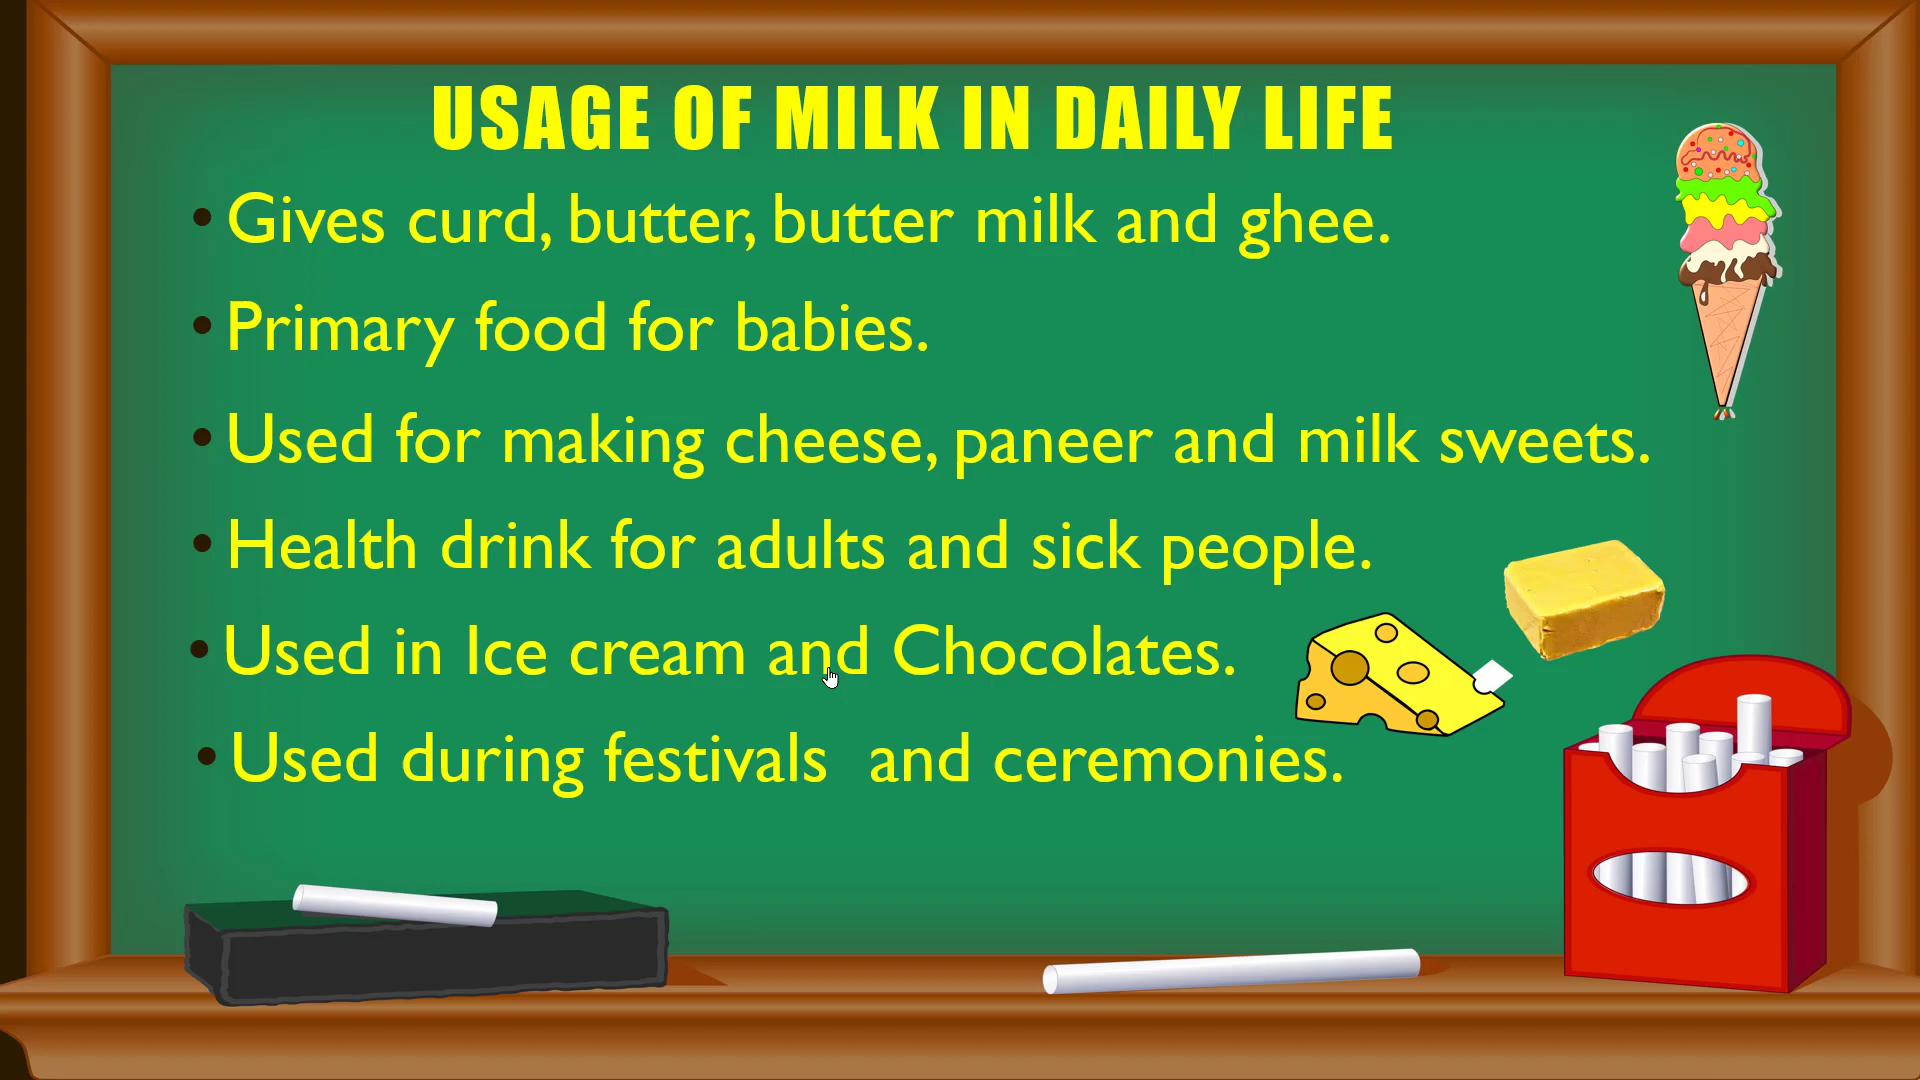 USAGE OF MILK IN DAILY LIFE
• Gives curd, butter, butter milk and ghee.
• Primary food for babies.
• Used for making cheese, paneer and milk sweets.
• Health drink for adults and sick people.
• Used in Ice cream and Chocolates.
• Used during festivals  and ceremonies.